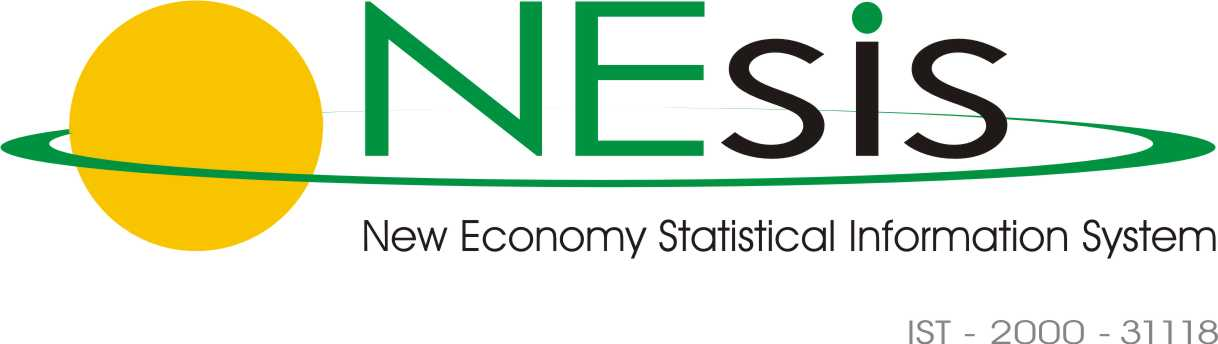 NEsis
New Economy Statistical Information System
IST - 2000 - 31118